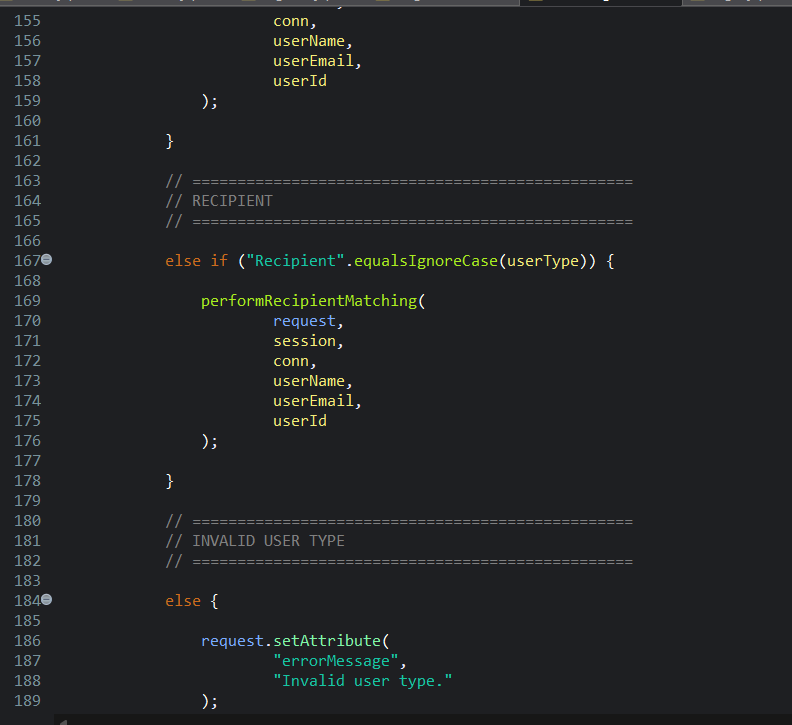 155 conn,
156 userName,
157 userEmail,
158 userId
159 );
160
161 }
162
163 // =================================================
164 // RECIPIENT
165 // =================================================
166
167 else if ("Recipient".equalsIgnoreCase(userType)) {
168
169 performRecipientMatching(
170 request,
171 session,
172 conn,
173 userName,
174 userEmail,
175 userId
176 );
177
178 }
179
180 // =================================================
181 // INVALID USER TYPE
182 // =================================================
183
184 else {
185
186 request.setAttribute(
187 "errorMessage",
188 "Invalid user type."
189 );